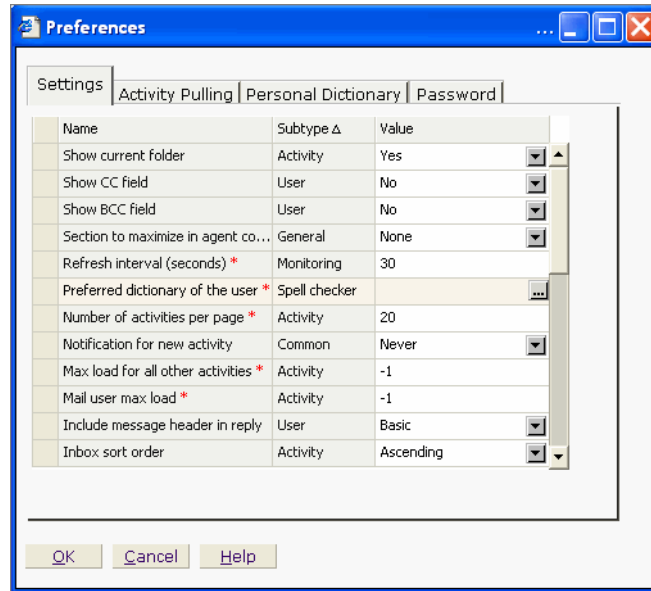 Preferences ...
Settings Activity Pulling Personal Dictionary Password
Name Subtype Δ Value
Show current folder Activity Yes
Show CC field User No
Show BCC field User No
Section to maximize in agent co... General None
Refresh interval (seconds) * Monitoring 30
Preferred dictionary of the user * Spell checker ...
Number of activities per page * Activity 20
Notification for new activity Common Never
Max load for all other activities * Activity -1
Mail user max load * Activity -1
Include message header in reply User Basic
Inbox sort order Activity Ascending
OK Cancel Help